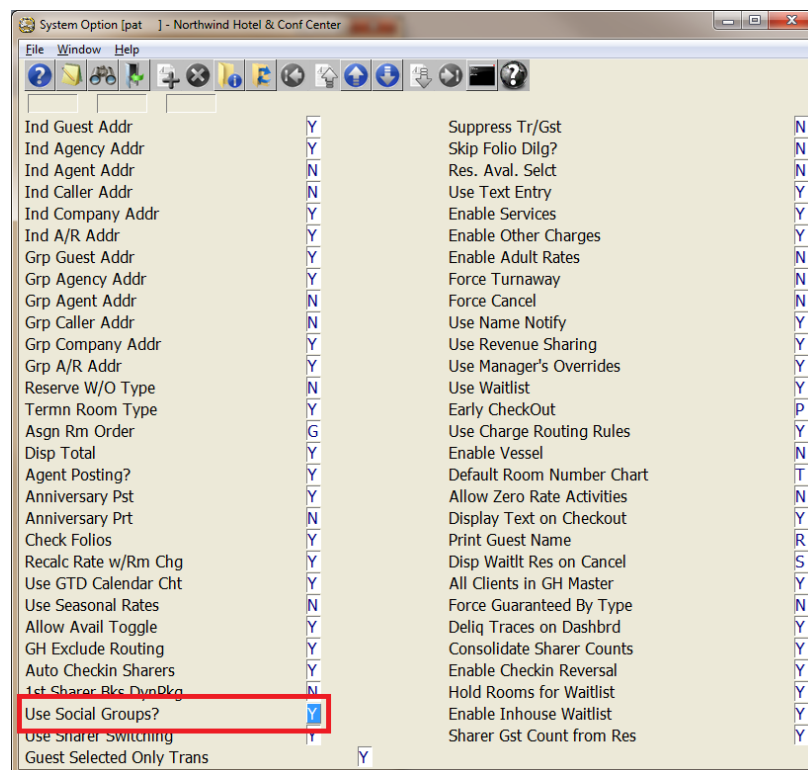 System Option [pat ] - Northwind Hotel & Conf Center
File Window Help
Ind Guest Addr Y Suppress Tr/Gst N
Ind Agency Addr Y Skip Folio Dilg? N
Ind Agent Addr N Res. Aval. Selct N
Ind Caller Addr N Use Text Entry Y
Ind Company Addr Y Enable Services Y
Ind A/R Addr Y Enable Other Charges Y
Grp Guest Addr Y Enable Adult Rates N
Grp Agency Addr Y Force Turnaway N
Grp Agent Addr N Force Cancel N
Grp Caller Addr N Use Name Notify Y
Grp Company Addr Y Use Revenue Sharing Y
Grp A/R Addr Y Use Manager's Overrides Y
Reserve W/O Type N Use Waitlist Y
Termn Room Type Y Early CheckOut P
Asgn Rm Order G Use Charge Routing Rules Y
Disp Total Y Enable Vessel N
Agent Posting? Y Default Room Number Chart T
Anniversary Pst Y Allow Zero Rate Activities N
Anniversary Prt N Display Text on Checkout Y
Check Folios Y Print Guest Name R
Recalc Rate w/Rm Chg Y Disp Waitlt Res on Cancel S
Use GTD Calendar Cht Y All Clients in GH Master Y
Use Seasonal Rates N Force Guaranteed By Type N
Allow Avail Toggle Y Deliq Traces on Dashbrd Y
GH Exclude Routing Y Consolidate Sharer Counts Y
Auto Checkin Sharers Y Enable Checkin Reversal Y
1st Sharer Bks DynPkg N Hold Rooms for Waitlist Y
Use Social Groups? Y Enable Inhouse Waitlist Y
Use Sharer Switching Y Sharer Gst Count from Res Y
Guest Selected Only Trans Y